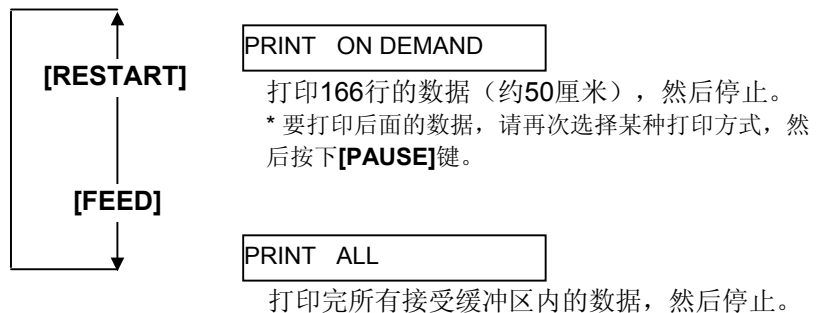 PRINT ON DEMAND
[RESTART]
打印166行的数据（约50厘米），然后停止。
* 要打印后面的数据，请再次选择某种打印方式，然
后按下[PAUSE]键。
[FEED]
PRINT ALL
打印完所有接受缓冲区内的数据，然后停止。